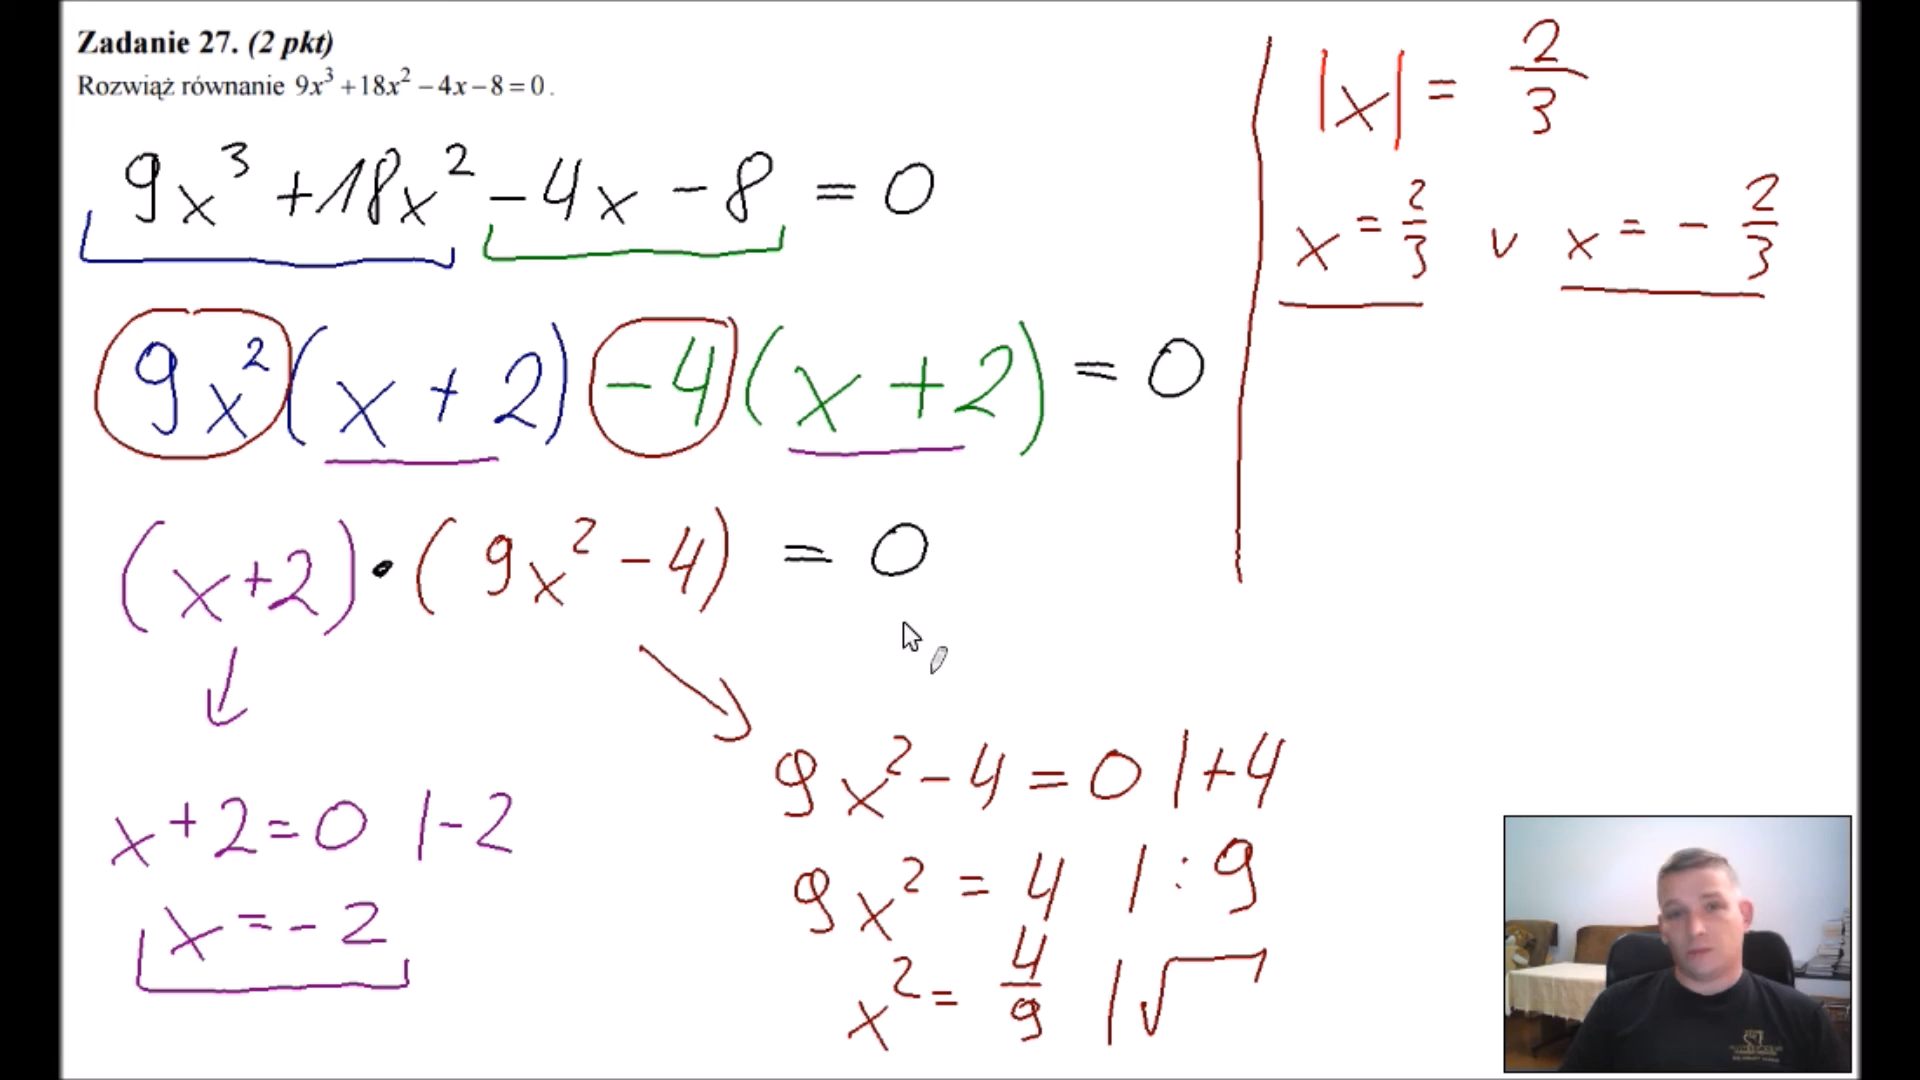 Zadanie 27. (2 pkt)
Rozwiąż równanie 9x³ +18x² −4x−8=0.
9x³ +18x² −4x −8 = 0
9x²(x + 2) −4(x +2) = 0
(x+2)·(9x² −4) = 0
x+2=0 |−2
x=−2
9x²−4=0 |+4
9x² = 4 |:9
x² = 4/9 |√
|x| = 2/3
x = 2/3 v x = − 2/3